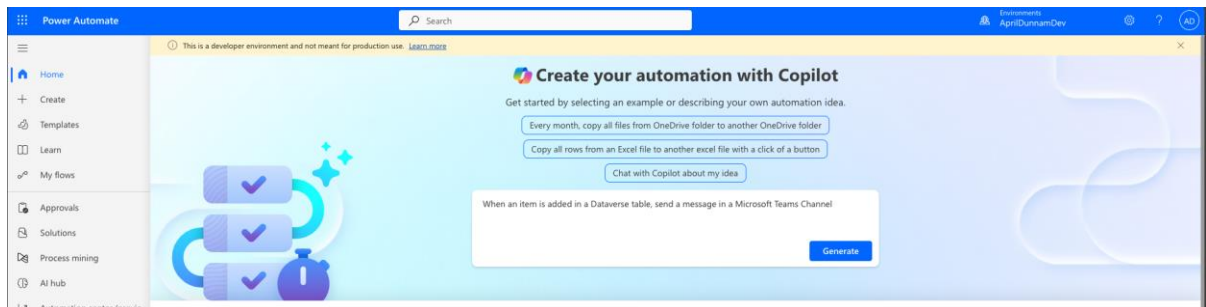 Power Automate
Search
Environments
AprilDunnamDev
?
AD
This is a developer environment and not meant for production use. Learn more
Home
Create
Templates
Learn
My flows
Approvals
Solutions
Process mining
AI hub
Create your automation with Copilot
Get started by selecting an example or describing your own automation idea.
Every month, copy all files from OneDrive folder to another OneDrive folder
Copy all rows from an Excel file to another excel file with a click of a button
Chat with Copilot about my idea
When an item is added in a Dataverse table, send a message in a Microsoft Teams Channel
Generate